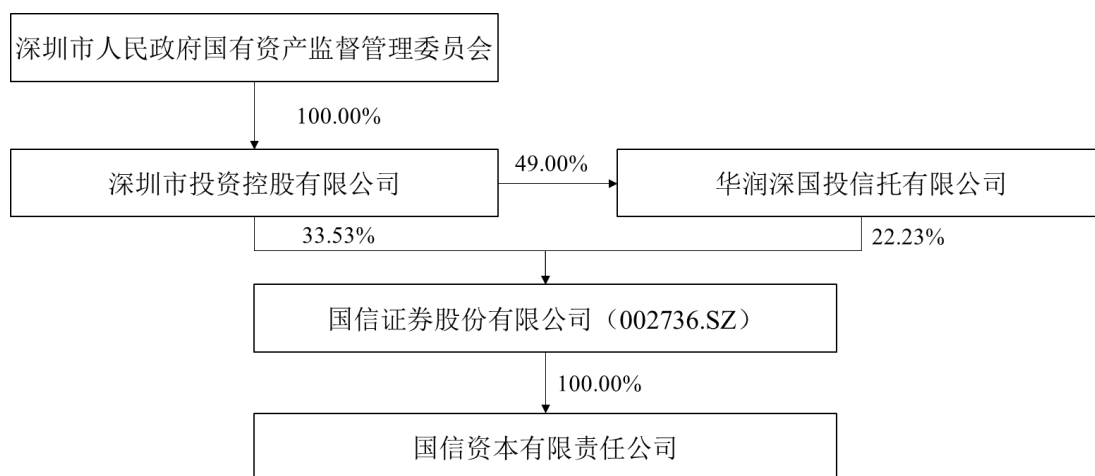 深圳市人民政府国有资产监督管理委员会
100.00%
深圳市投资控股有限公司
49.00%
华润深国投信托有限公司
33.53%
22.23%
国信证券股份有限公司（002736.SZ）
100.00%
国信资本有限责任公司